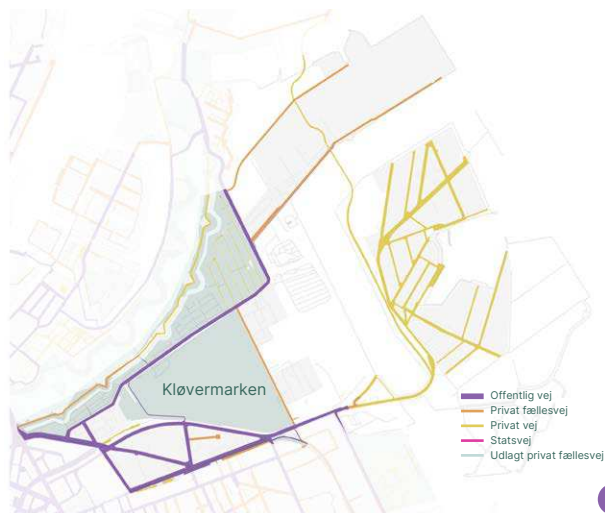 Kløvermarken
Offentlig vej
Privat fællesvej
Privat vej
Statsvej
Udlagt privat fællesvej